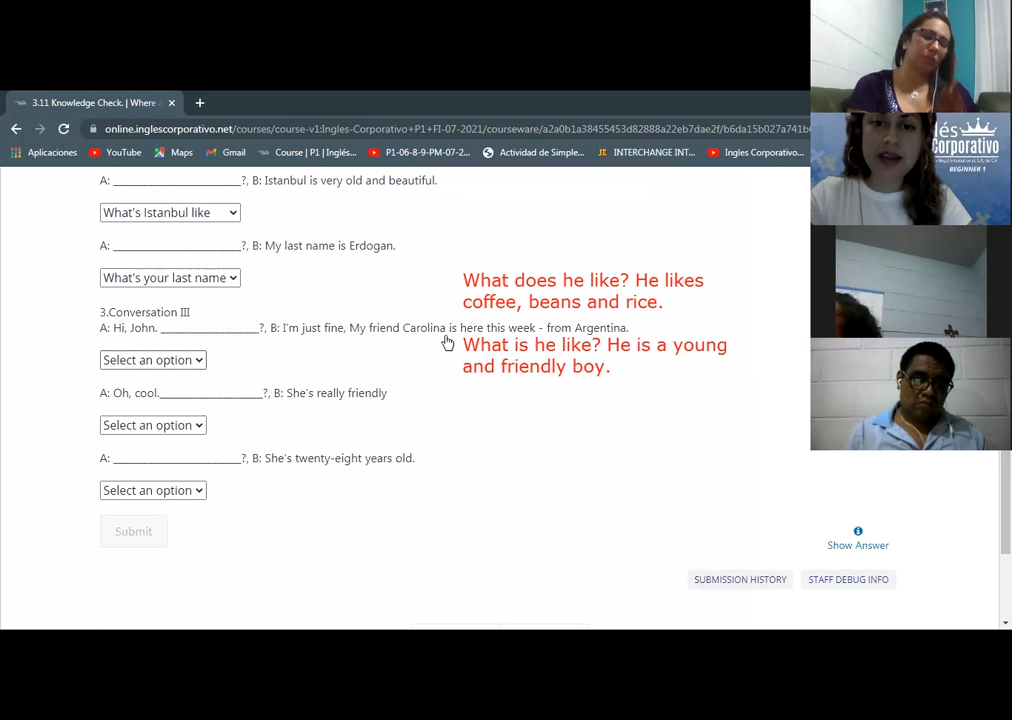 3.11 Knowledge Check. | Where
online.inglescorporativo.net/courses/course-v1:Ingles-Corporativo+P1+FI-07-2021/courseware/a2a0b1a38455453d82888a22eb7dae2f/b6da15b027a741b
Aplicaciones YouTube Maps Gmail Course | P1 | Inglés... P1-06-8-9-PM-07-2... Actividad de Simple... INTERCHANGE INT... Ingles Corporativo...
A: ________________________?, B: Istanbul is very old and beautiful.
What's Istanbul like
A: ________________________?, B: My last name is Erdogan.
What's your last name
3.Conversation III
A: Hi, John. ___________________?, B: I'm just fine, My friend Carolina is here this week - from Argentina.
Select an option
A: Oh, cool.____________________?, B: She's really friendly
Select an option
A: ________________________?, B: She's twenty-eight years old.
Select an option
Submit
Show Answer
SUBMISSION HISTORY STAFF DEBUG INFO
What does he like? He likes
coffee, beans and rice.
What is he like? He is a young
and friendly boy.
lés
orporativo
BEGINNER 1